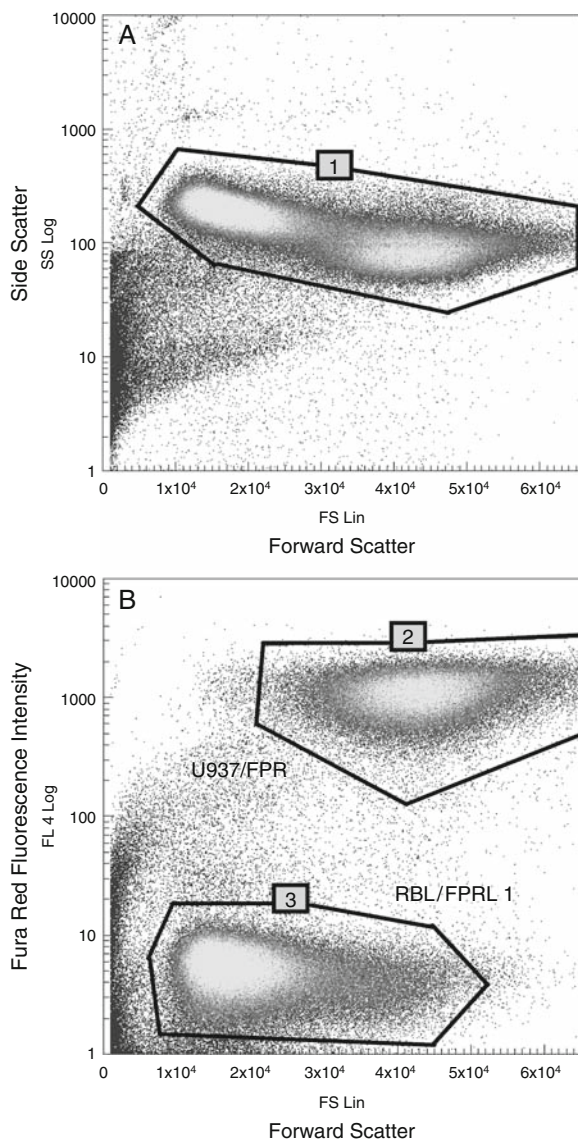 A
10000
1000
100
10
1
1
Side Scatter
SS Log
0 1x10⁴ 2x10⁴ 3x10⁴ 4x10⁴ 5x10⁴ 6x10⁴
FS Lin
Forward Scatter
B
10000
1000
100
10
1
2
U937/FPR
RBL/FPRL 1
3
Fura Red Fluorescence Intensity
FL 4 Log
0 1x10⁴ 2x10⁴ 3x10⁴ 4x10⁴ 5x10⁴ 6x10⁴
FS Lin
Forward Scatter